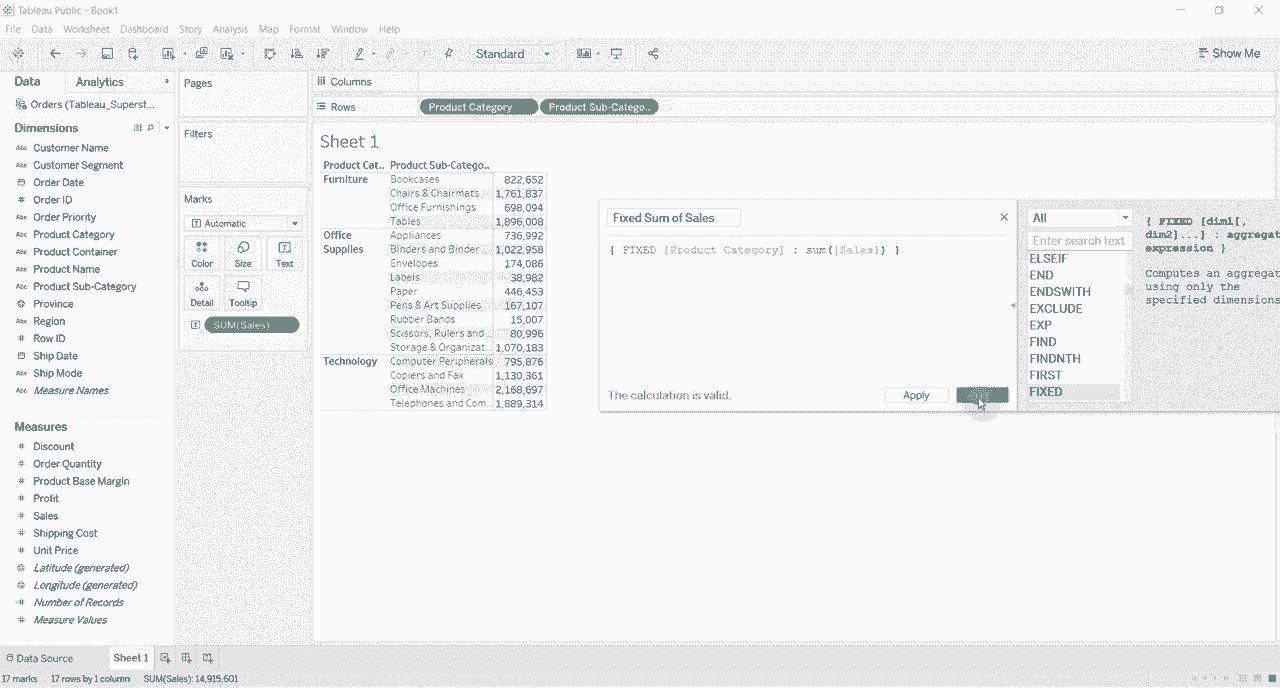 Tableau Public - Book1
File Data Worksheet Dashboard Story Analysis Map Format Window Help
Standard
Show Me
Data Analytics
Orders (Tableau_Superst...
Dimensions
Customer Name
Customer Segment
Order Date
Order ID
Order Priority
Product Category
Product Container
Product Name
Product Sub-Category
Province
Region
Row ID
Ship Date
Ship Mode
Measure Names
Measures
Discount
Order Quantity
Product Base Margin
Profit
Sales
Shipping Cost
Unit Price
Latitude (generated)
Longitude (generated)
Number of Records
Measure Values
Pages
Filters
Marks
Automatic
Color Size Text
Detail Tooltip
SUM(Sales)
Columns
Rows Product Category Product Sub-Catego..
Sheet 1
Product Cat.. Product Sub-Catego..
Furniture Bookcases 822,652
Chairs & Chairmats 1,761,837
Office Furnishings 698,094
Tables 1,896,008
Office Appliances 736,992
Supplies Binders and Binder .. 1,022,958
Envelopes 174,086
Labels 38,982
Paper 446,453
Pens & Art Supplies 167,107
Rubber Bands 15,007
Scissors, Rulers and .. 80,996
Storage & Organizat.. 1,070,183
Technology Computer Peripherals 795,876
Copiers and Fax 1,130,361
Office Machines 2,168,697
Telephones and Com.. 1,889,314
Fixed Sum of Sales
{ FIXED [Product Category] : sum([Sales]) }
The calculation is valid.
Apply
All
Enter search text
ELSEIF
END
ENDSWITH
EXCLUDE
EXP
FIND
FINDNTH
FIRST
FIXED
{ FIXED [dim1[,
dim2]...] : aggregat
expression }
Computes an aggregat
using only the
specified dimensions
Data Source Sheet 1
17 marks 17 rows by 1 column SUM(Sales): 14,915,601